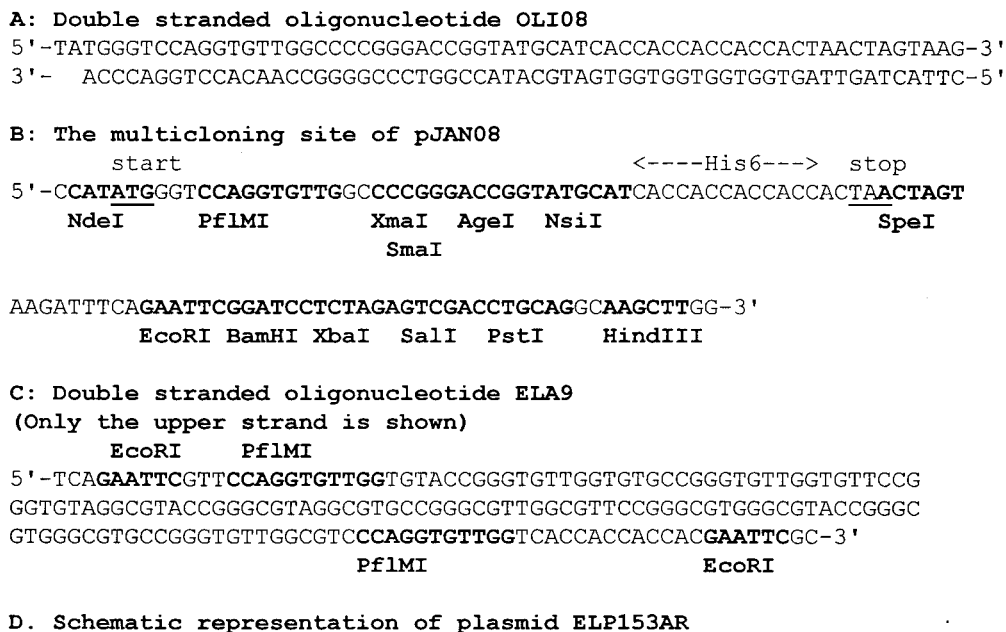 A: Double stranded oligonucleotide OLI08
5'-TATGGGTCCAGGTGTTGGCCCCGGGACCGGTATGCATCACCACCACCACCACTAACTAGTAAG-3'
3'- ACCCAGGTCCACAACCGGGGCCCTGGCCATACGTAGTGGTGGTGGTGGTGATTGATCATTC-5'
B: The multicloning site of pJAN08
start <----His6---> stop
5'-CCATATGGGTCCAGGTGTTGGCCCCGGGACCGGTATGCATCACCACCACCACCACTAACTAGT
NdeI PflMI XmaI AgeI NsiI SpeI
SmaI
AAGATTTCAGAATTCGGATCCTCTAGAGTCGACCTGCAGGCAAGCTTGG-3'
EcoRI BamHI XbaI SalI PstI HindIII
C: Double stranded oligonucleotide ELA9
(Only the upper strand is shown)
EcoRI PflMI
5'-TCAGAATTCGTTCCAGGTGTTGGTGTACCGGGTGTTGGTGTGCCGGGTGTTGGTGTTCCG
GGTGTAGGCGTACCGGGCGTAGGCGTGCCGGGCGTTGGCGTTCCGGGCGTGGGCGTACCGGGC
GTGGGCGTGCCGGGTGTTGGCGTCCCAGGTGTTGGTCACCACCACCACGAATTCGC-3'
PflMI EcoRI
D. Schematic representation of plasmid ELP153AR